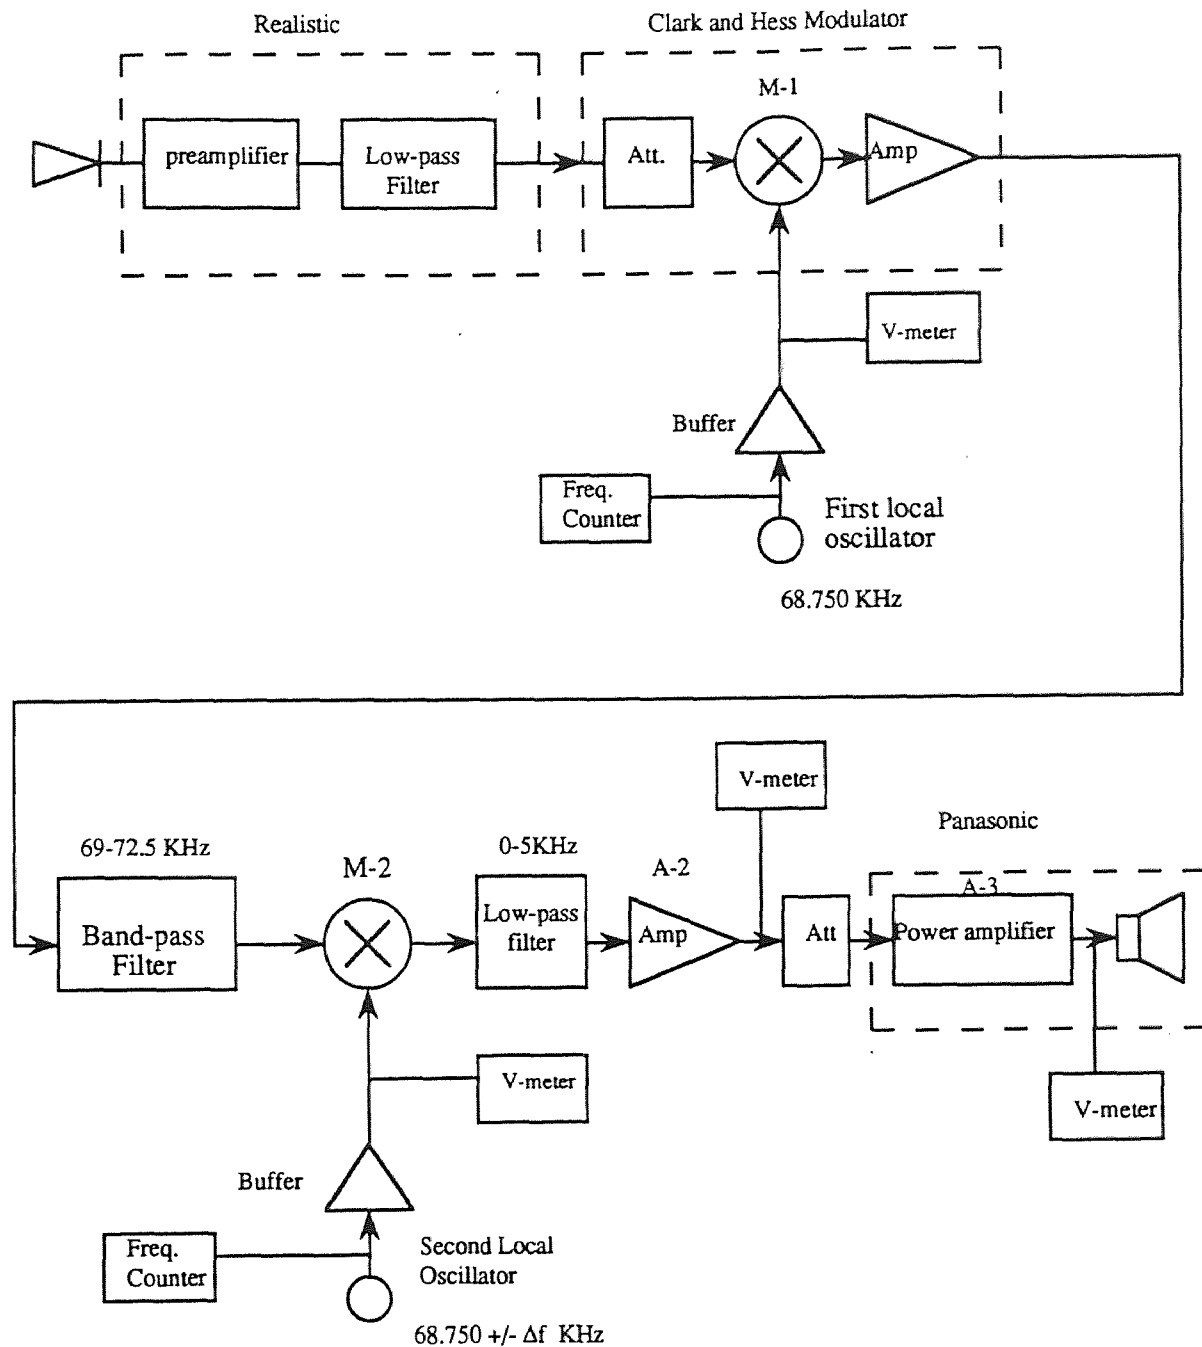 Realistic
Clark and Hess Modulator
M-1
preamplifier
Low-pass
Filter
Att.
Amp
V-meter
Buffer
Freq.
Counter
First local
oscillator
68.750 KHz
V-meter
Panasonic
69-72.5 KHz
M-2
0-5KHz
A-2
A-3
Band-pass
Filter
Low-pass
filter
Amp
Att
Power amplifier
V-meter
V-meter
Buffer
Freq.
Counter
Second Local
Oscillator
68.750 +/- Δf KHz